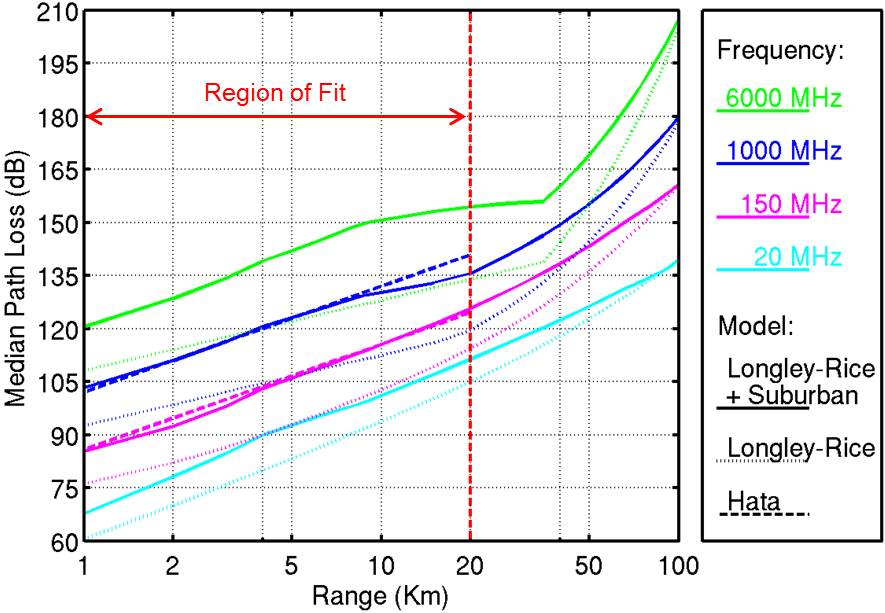 210
195
180
165
150
135
120
105
90
75
60
Median Path Loss (dB)
Region of Fit
1
2
5
10
20
50
100
Range (Km)
Frequency:
6000 MHz
1000 MHz
150 MHz
20 MHz
Model:
Longley-Rice
+ Suburban
Longley-Rice
Hata